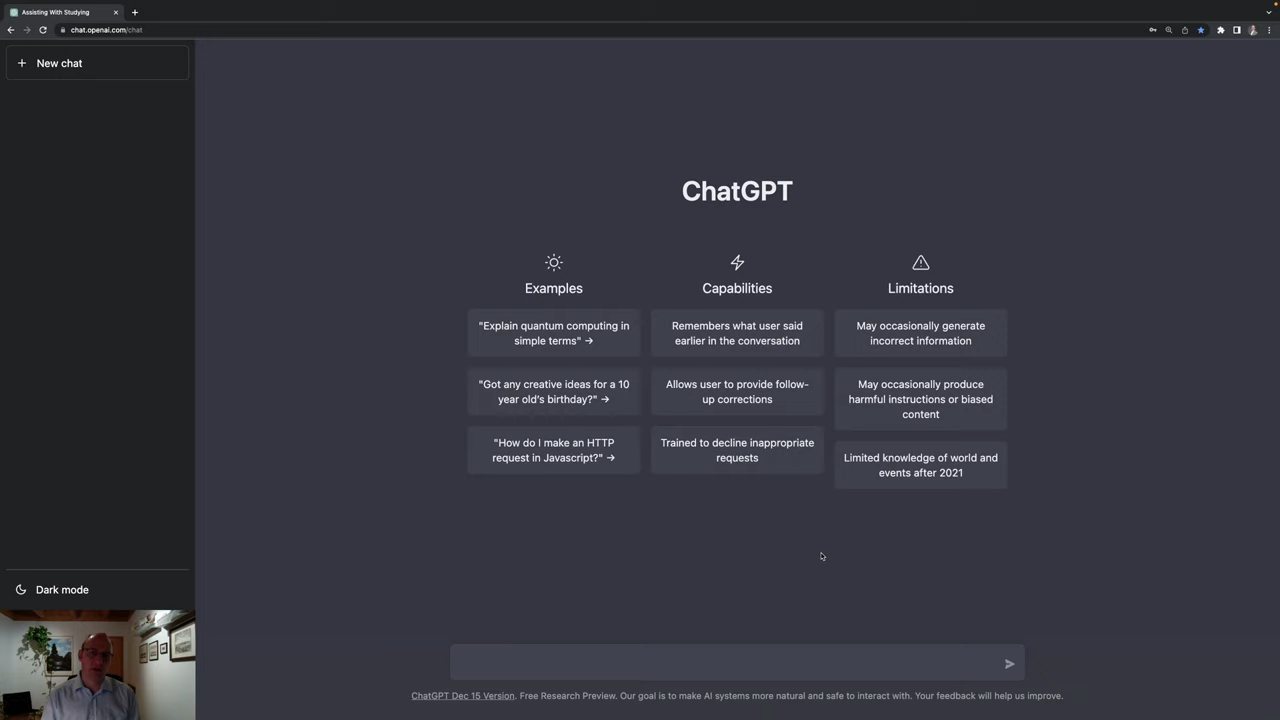 Assisting With Studying
chat.openai.com/chat
New chat
ChatGPT
Examples
"Explain quantum computing in
simple terms" →
"Got any creative ideas for a 10
year old's birthday?" →
"How do I make an HTTP
request in Javascript?" →
Capabilities
Remembers what user said
earlier in the conversation
Allows user to provide follow-
up corrections
Trained to decline inappropriate
requests
Limitations
May occasionally generate
incorrect information
May occasionally produce
harmful instructions or biased
content
Limited knowledge of world and
events after 2021
Dark mode
ChatGPT Dec 15 Version. Free Research Preview. Our goal is to make AI systems more natural and safe to interact with. Your feedback will help us improve.